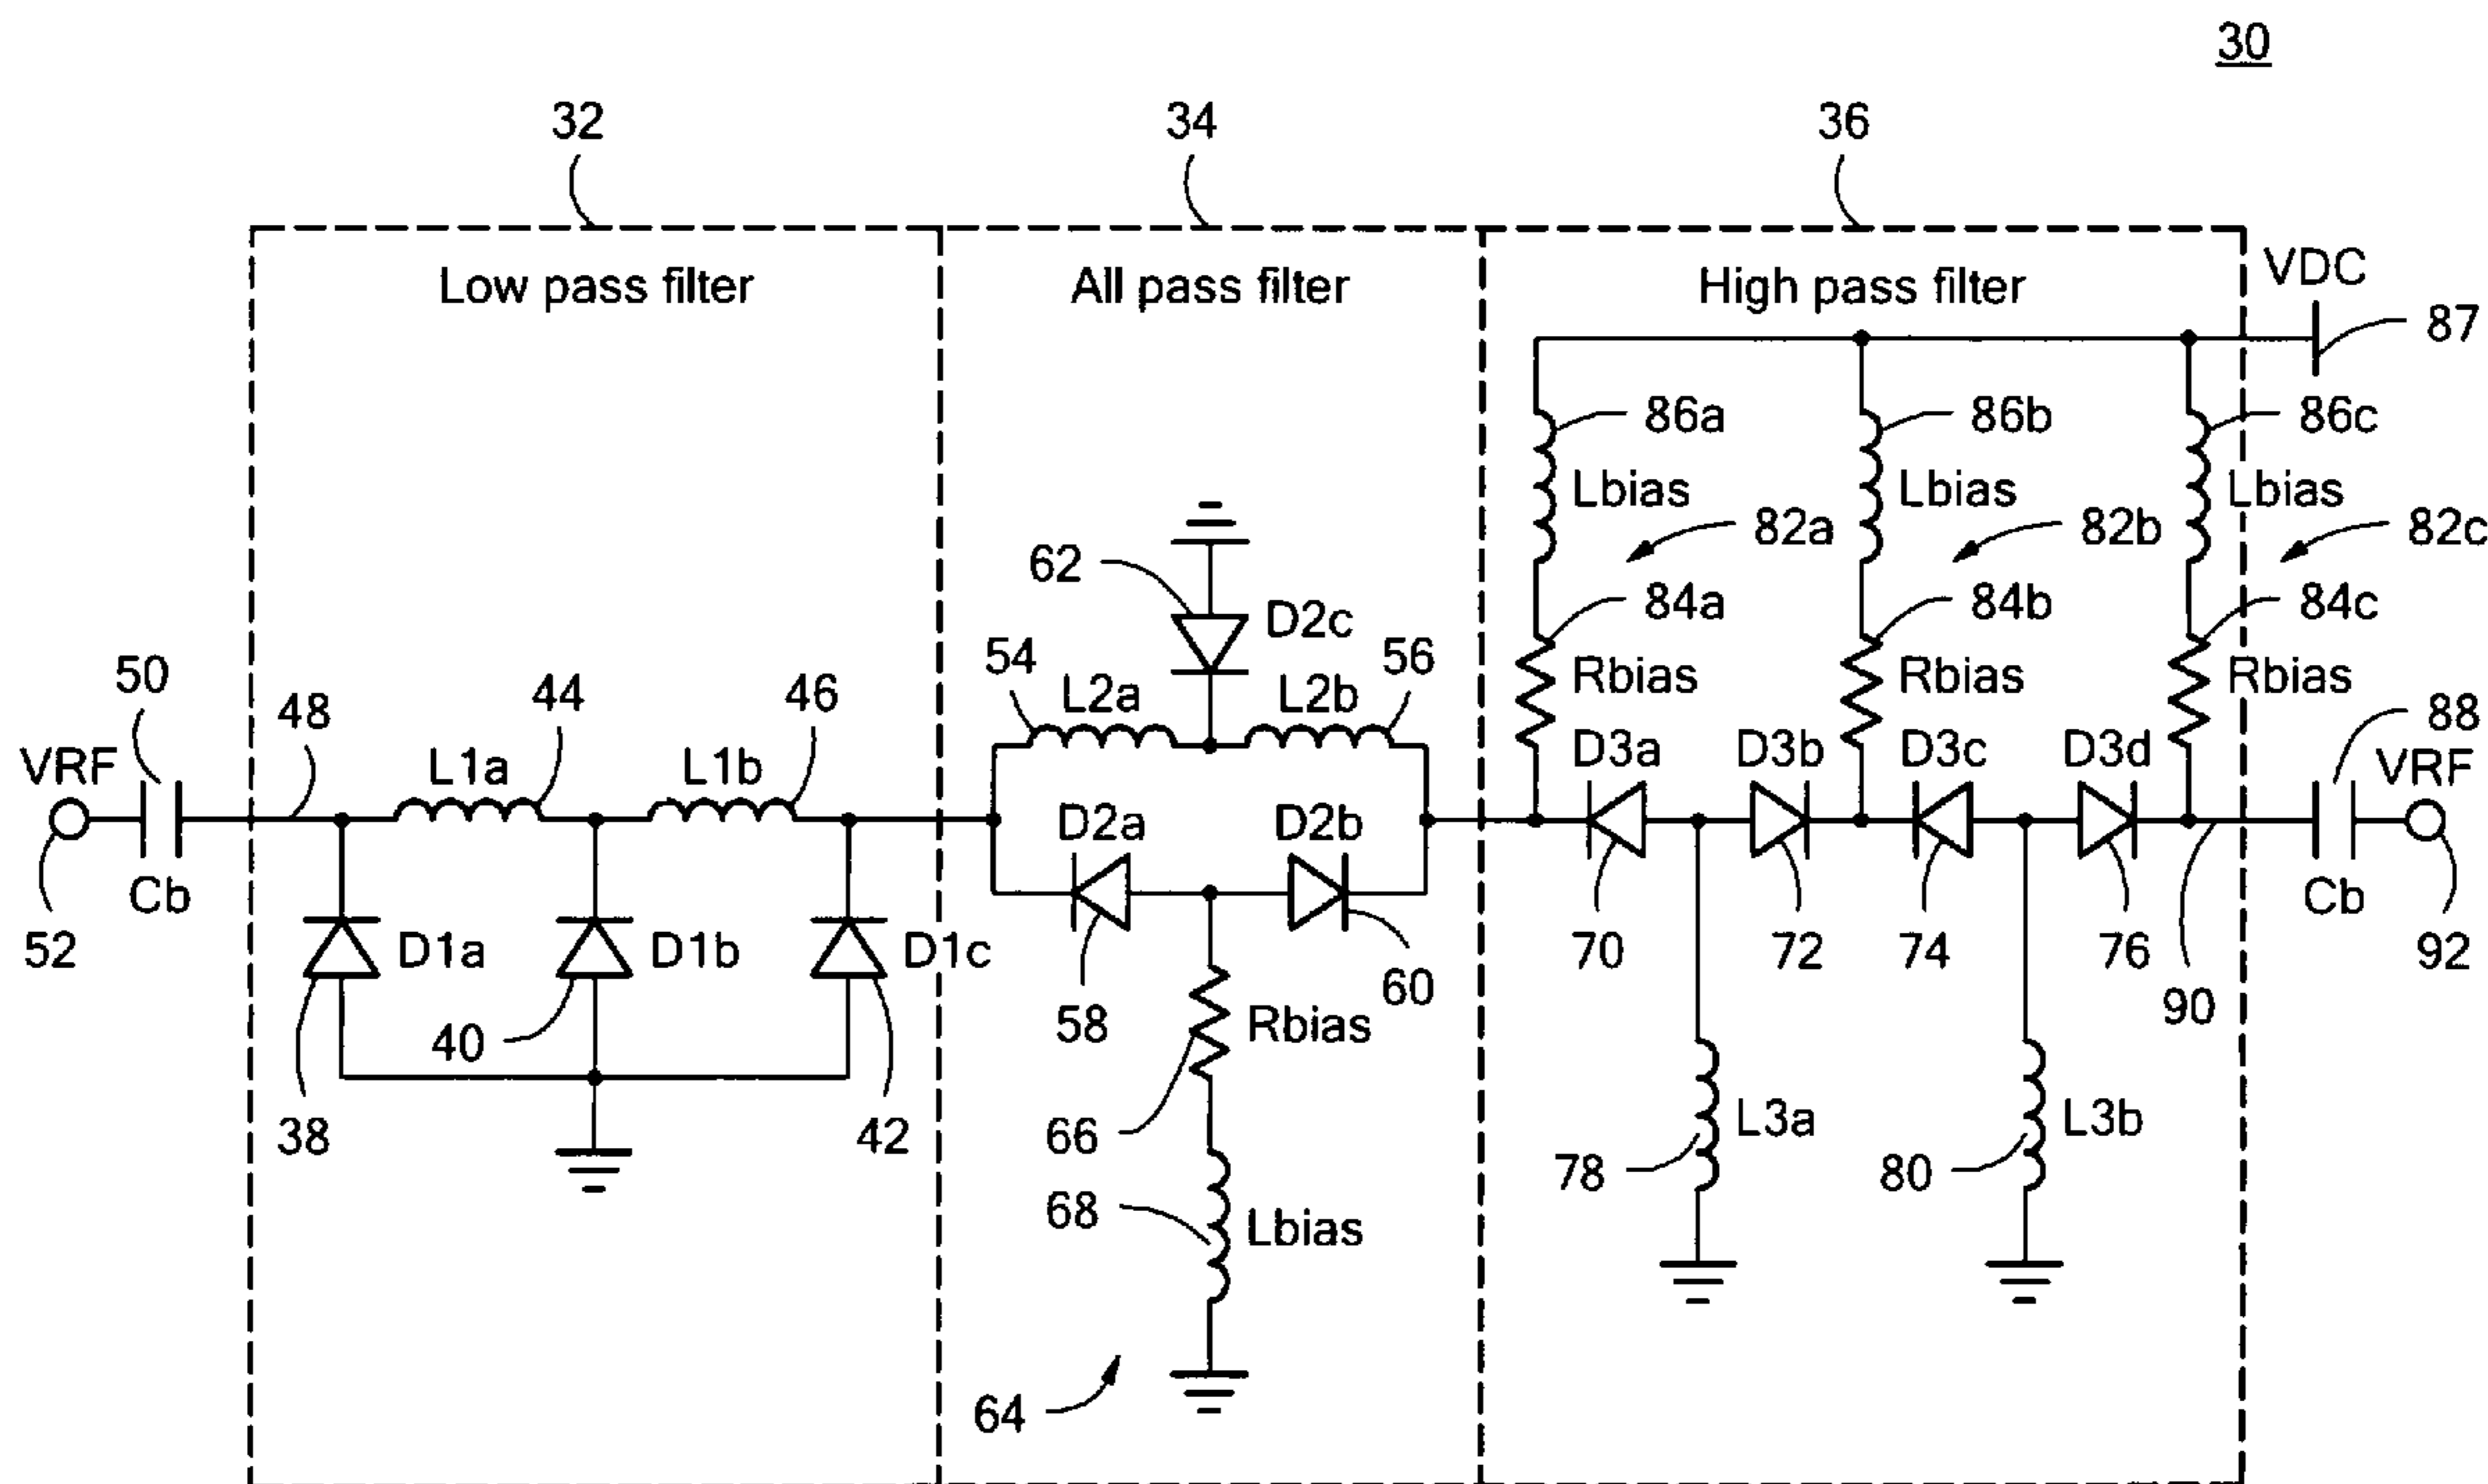 30
32 34 36
Low pass filter All pass filter High pass filter VDC
87
86a 86b 86c
Lbias Lbias Lbias
82a 82b 82c
62 D2c 84a 84b 84c
54 L2a L2b 56 Rbias Rbias Rbias
50 48 44 46 88
VRF L1a L1b D3a D3b D3c D3d VRF
D2a D2b
Cb Cb
52 D1a D1b D1c 70 72 74 76 92
60 90
40 58 Rbias
38 42 66 L3a L3b
78 80
68 Lbias
64